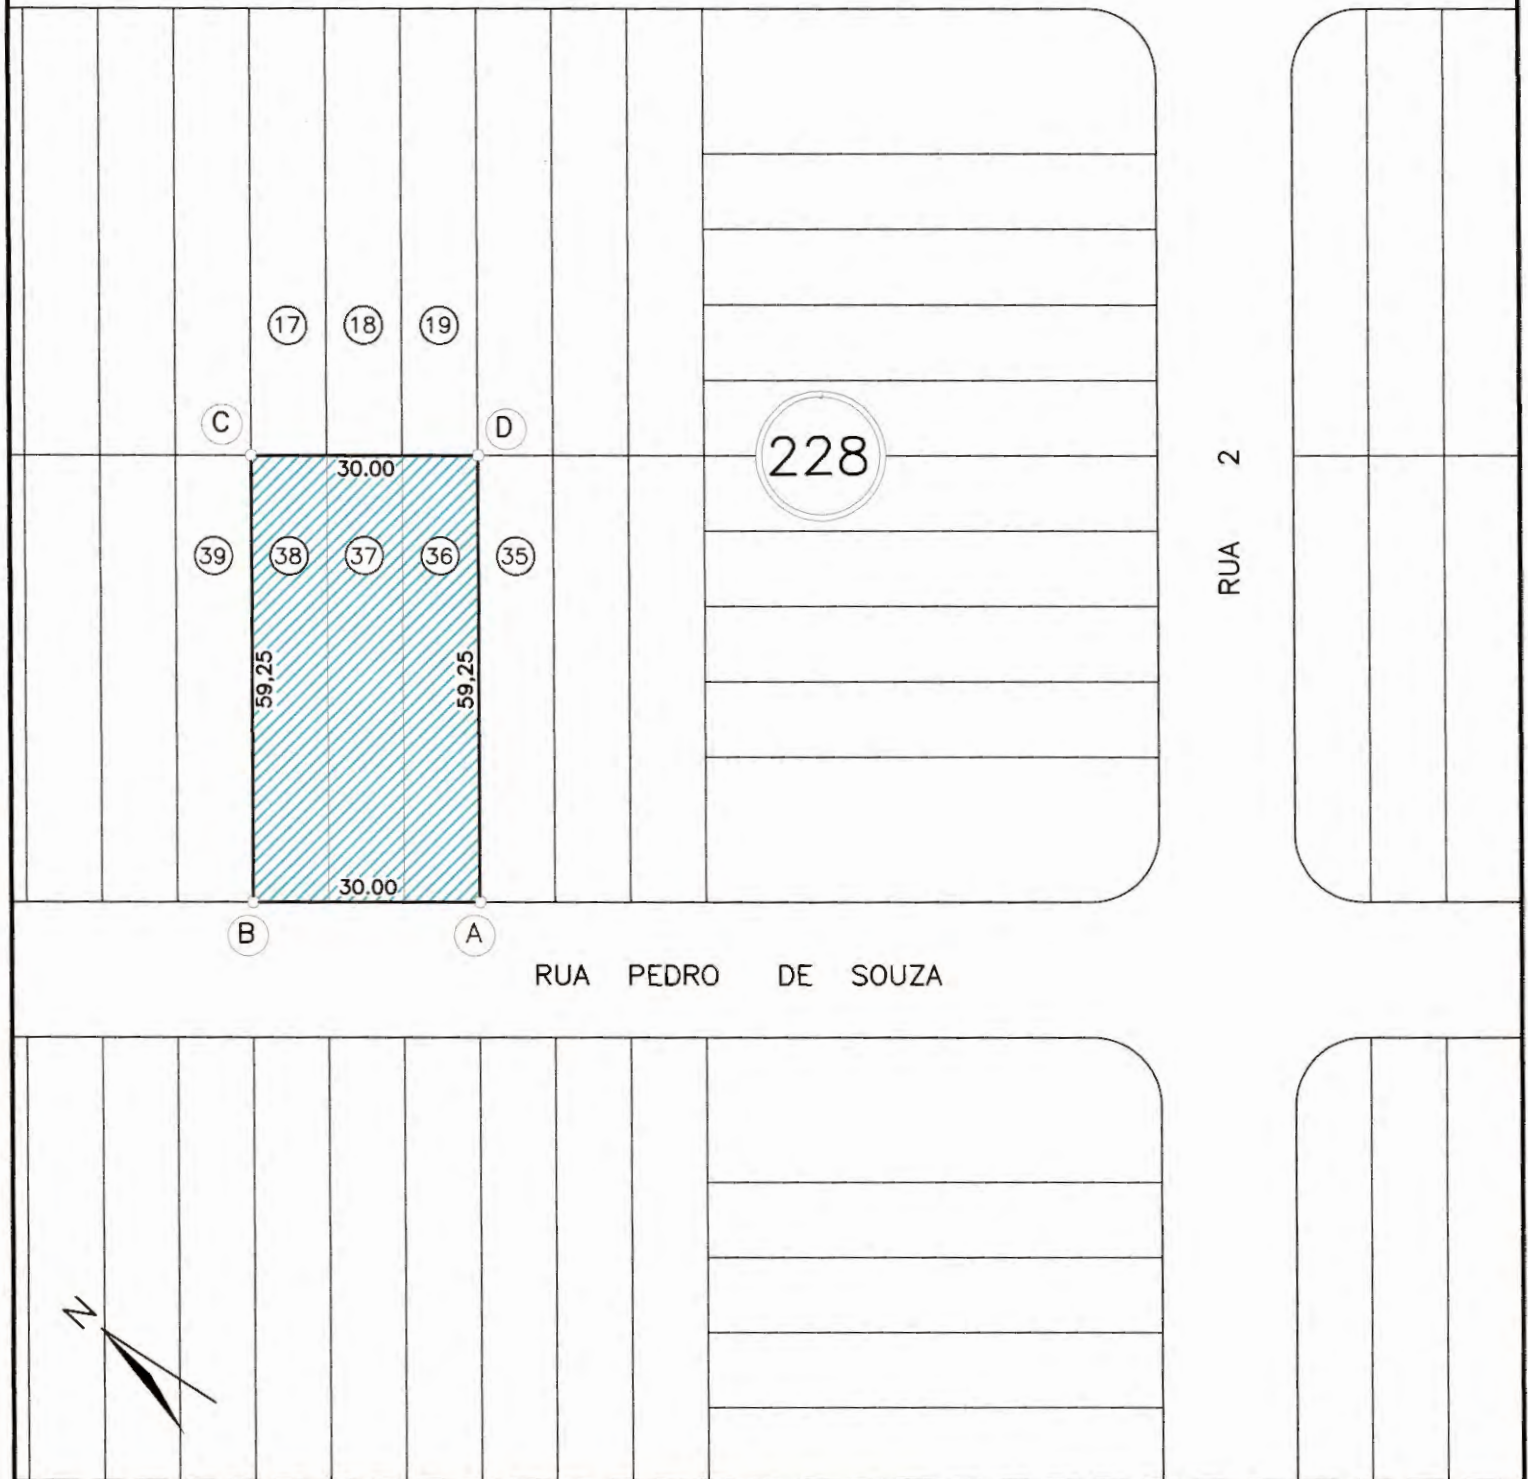 17 18 19
C
D
30.00
228
RUA 2
39 38 37 36 35
59,25
59,25
30.00
B
A
RUA PEDRO DE SOUZA
N